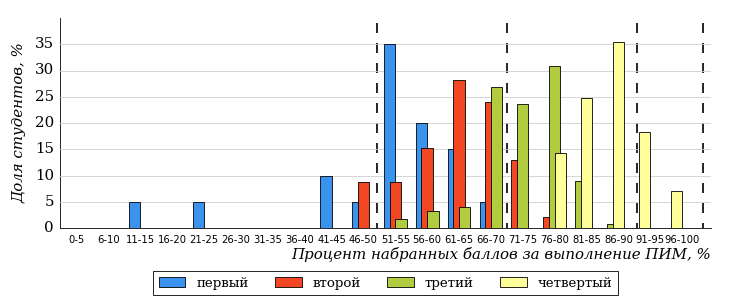 Доля студентов, %
35
30
25
20
15
10
5
0
0-5 6-10 11-15 16-20 21-25 26-30 31-35 36-40 41-45 46-50 51-55 56-60 61-65 66-70 71-75 76-80 81-85 86-90 91-95 96-100
Процент набранных баллов за выполнение ПИМ, %
первый второй третий четвертый